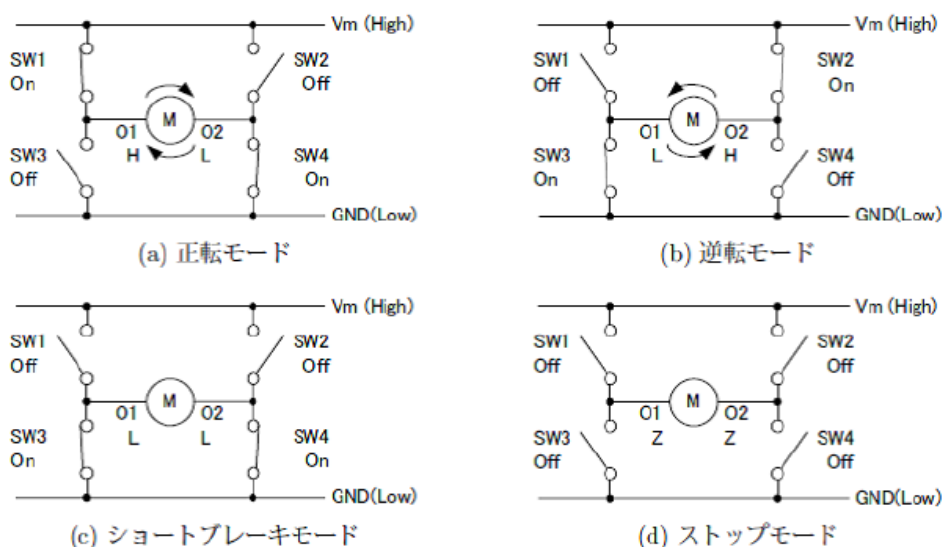 Vm (High)
SW1
On
SW2
Off
M
O1
O2
H
L
SW3
Off
SW4
On
GND(Low)
(a) 正転モード
Vm (High)
SW1
Off
SW2
On
M
O1
O2
L
H
SW3
On
SW4
Off
GND(Low)
(b) 逆転モード
Vm (High)
SW1
Off
SW2
Off
M
O1
O2
L
L
SW3
On
SW4
On
GND(Low)
(c) ショートブレーキモード
Vm (High)
SW1
Off
SW2
Off
M
O1
O2
Z
Z
SW3
Off
SW4
Off
GND(Low)
(d) ストップモード